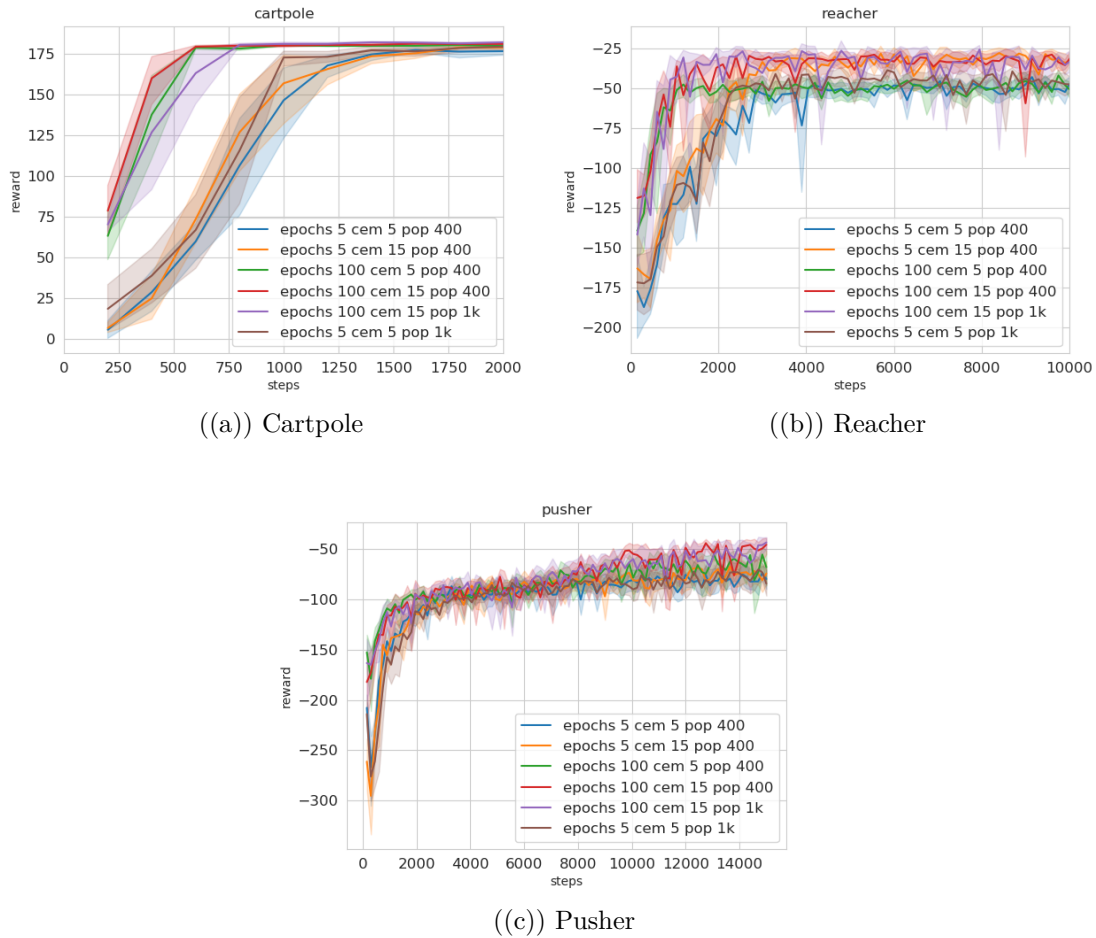 cartpole
175
150
125
100
75
50
25
0
reward
0
250
500
750
1000
1250
1500
1750
2000
steps
epochs 5 cem 5 pop 400
epochs 5 cem 15 pop 400
epochs 100 cem 5 pop 400
epochs 100 cem 15 pop 400
epochs 100 cem 15 pop 1k
epochs 5 cem 5 pop 1k
((a)) Cartpole
reacher
−25
−50
−75
−100
−125
−150
−175
−200
reward
0
2000
4000
6000
8000
10000
steps
epochs 5 cem 5 pop 400
epochs 5 cem 15 pop 400
epochs 100 cem 5 pop 400
epochs 100 cem 15 pop 400
epochs 100 cem 15 pop 1k
epochs 5 cem 5 pop 1k
((b)) Reacher
pusher
−50
−100
−150
−200
−250
−300
reward
0
2000
4000
6000
8000
10000
12000
14000
steps
epochs 5 cem 5 pop 400
epochs 5 cem 15 pop 400
epochs 100 cem 5 pop 400
epochs 100 cem 15 pop 400
epochs 100 cem 15 pop 1k
epochs 5 cem 5 pop 1k
((c)) Pusher